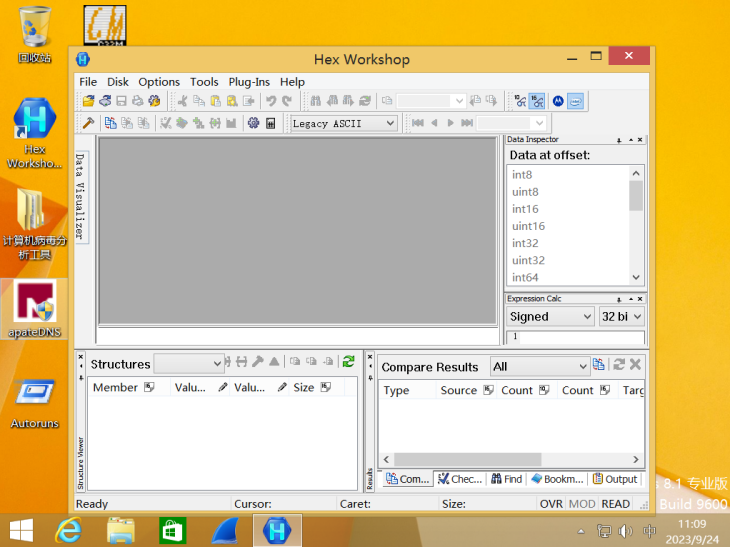 回收站
Hex
Worksho...
计算机病毒分
析工具
apateDNS
Autoruns
Hex Workshop
File Disk Options Tools Plug-Ins Help
Legacy ASCII
Data Visualizer
Data Inspector
Data at offset:
int8
uint8
int16
uint16
int32
uint32
int64
Expression Calc
Signed
32 bi
1
Structures
Member
Valu...
Valu...
Size
Structure Viewer
Compare Results
All
Type
Source
Count
Count
Targ
Results
Com...
Chec...
Find
Bookm...
Output
Ready
Cursor:
Caret:
Size:
OVR MOD READ
8.1 专业版
Build 9600
中
11:09
2023/9/24